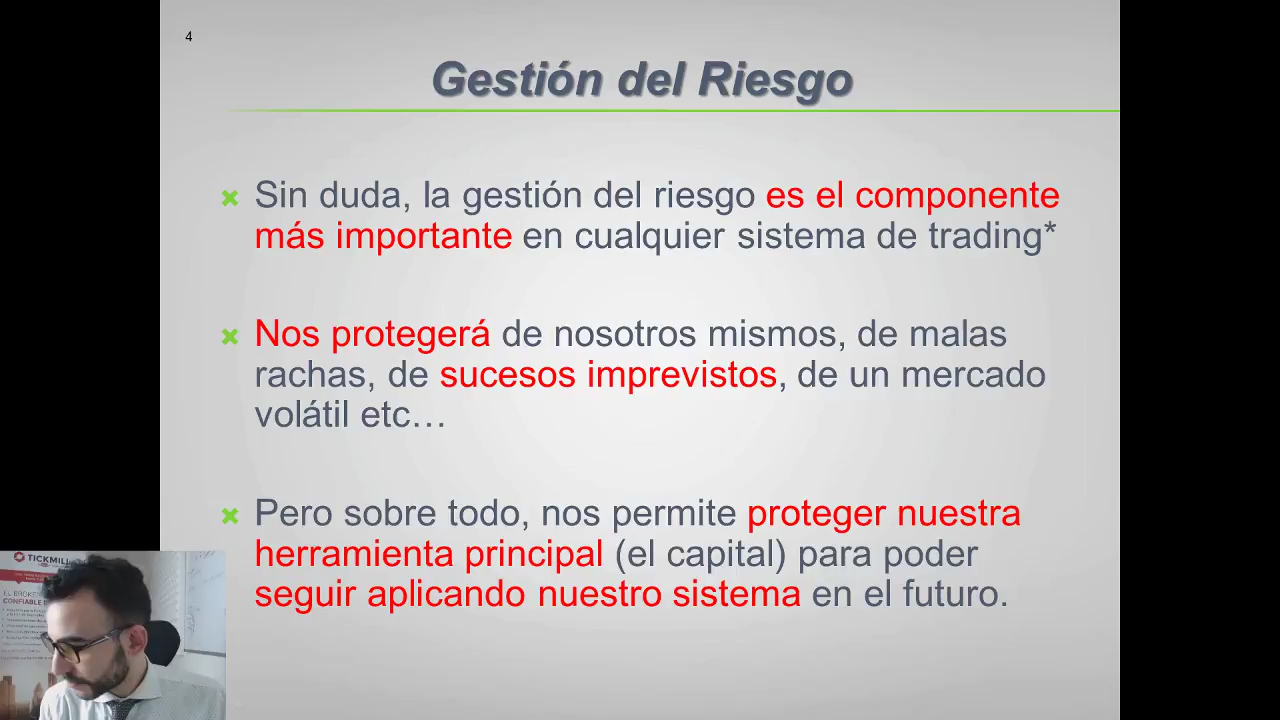 4
Gestión del Riesgo
Sin duda, la gestión del riesgo es el componente
más importante en cualquier sistema de trading*
Nos protegerá de nosotros mismos, de malas
rachas, de sucesos imprevistos, de un mercado
volátil etc...
Pero sobre todo, nos permite proteger nuestra
herramienta principal (el capital) para poder
seguir aplicando nuestro sistema en el futuro.
TICKMILL
EL BROKER
CONFIABLE